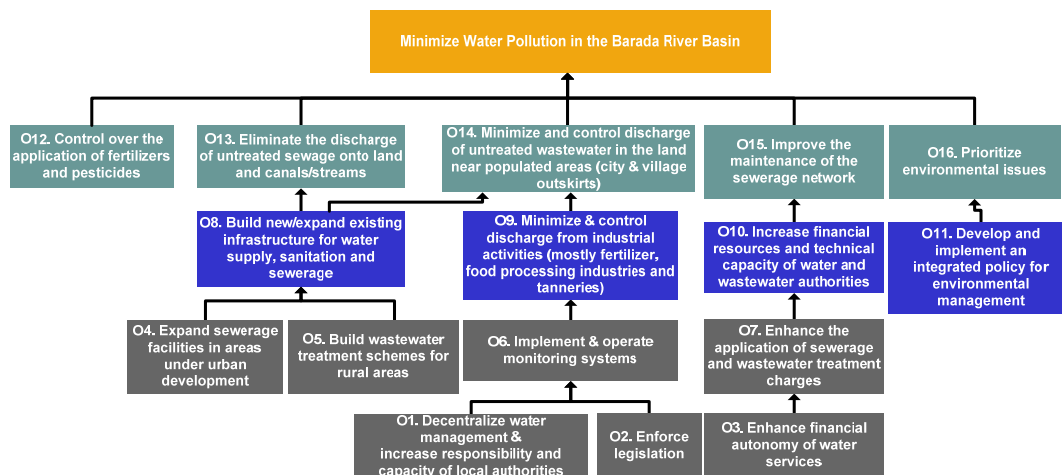 Minimize Water Pollution in the Barada River Basin
O12. Control over the
application of fertilizers
and pesticides
O13. Eliminate the discharge
of untreated sewage onto land
and canals/streams
O14. Minimize and control discharge
of untreated wastewater in the land
near populated areas (city & village
outskirts)
O15. Improve the
maintenance of the
sewerage network
O16. Prioritize
environmental issues
O8. Build new/expand existing
infrastructure for water
supply, sanitation and
sewerage
O9. Minimize & control
discharge from industrial
activities (mostly fertilizer,
food processing industries and
tanneries)
O10. Increase financial
resources and technical
capacity of water and
wastewater authorities
O11. Develop and
implement an
integrated policy for
environmental
management
O4. Expand sewerage
facilities in areas
under urban
development
O5. Build wastewater
treatment schemes for
rural areas
O6. Implement & operate
monitoring systems
O7. Enhance the
application of sewerage
and wastewater treatment
charges
O1. Decentralize water
management &
increase responsibility and
capacity of local authorities
O2. Enforce
legislation
O3. Enhance financial
autonomy of water
services